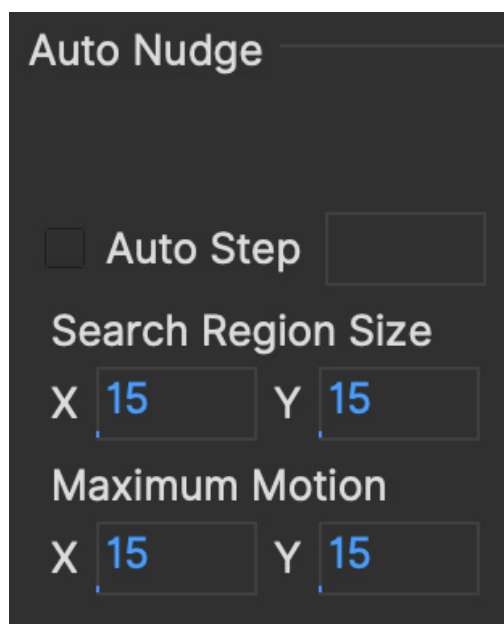 Auto Nudge
Auto Step
Search Region Size
X 15 Y 15
Maximum Motion
X 15 Y 15